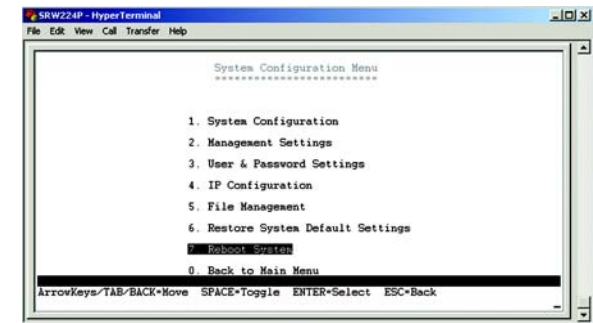 SRW224P - HyperTerminal
File Edit View Call Transfer Help
System Configuration Menu
=========================
1. System Configuration
2. Management Settings
3. User & Password Settings
4. IP Configuration
5. File Management
6. Restore System Default Settings
7. Reboot System
0. Back to Main Menu
ArrowKeys/TAB/BACK=Move SPACE=Toggle ENTER=Select ESC=Back